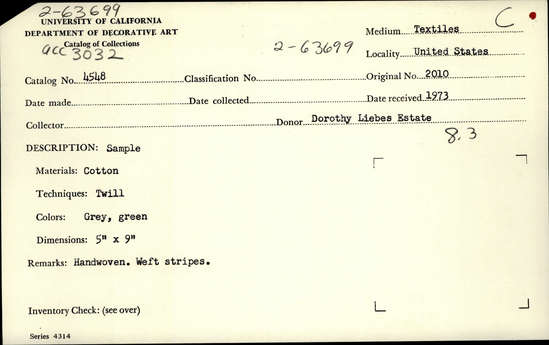 2-63699
UNIVERSITY OF CALIFORNIA
DEPARTMENT OF DECORATIVE ART
Catalog of Collections
acc 3032
2-63699
C
Medium Textiles
Locality United States
Catalog No. 4548 Classification No. Original No. 2010
Date made Date collected Date received 1973
Collector Donor Dorothy Liebes Estate
8.3
DESCRIPTION: Sample
Materials: Cotton
Techniques: Twill
Colors: Grey, green
Dimensions: 5" x 9"
Remarks: Handwoven. Weft stripes.
Inventory Check: (see over)
Series 4314